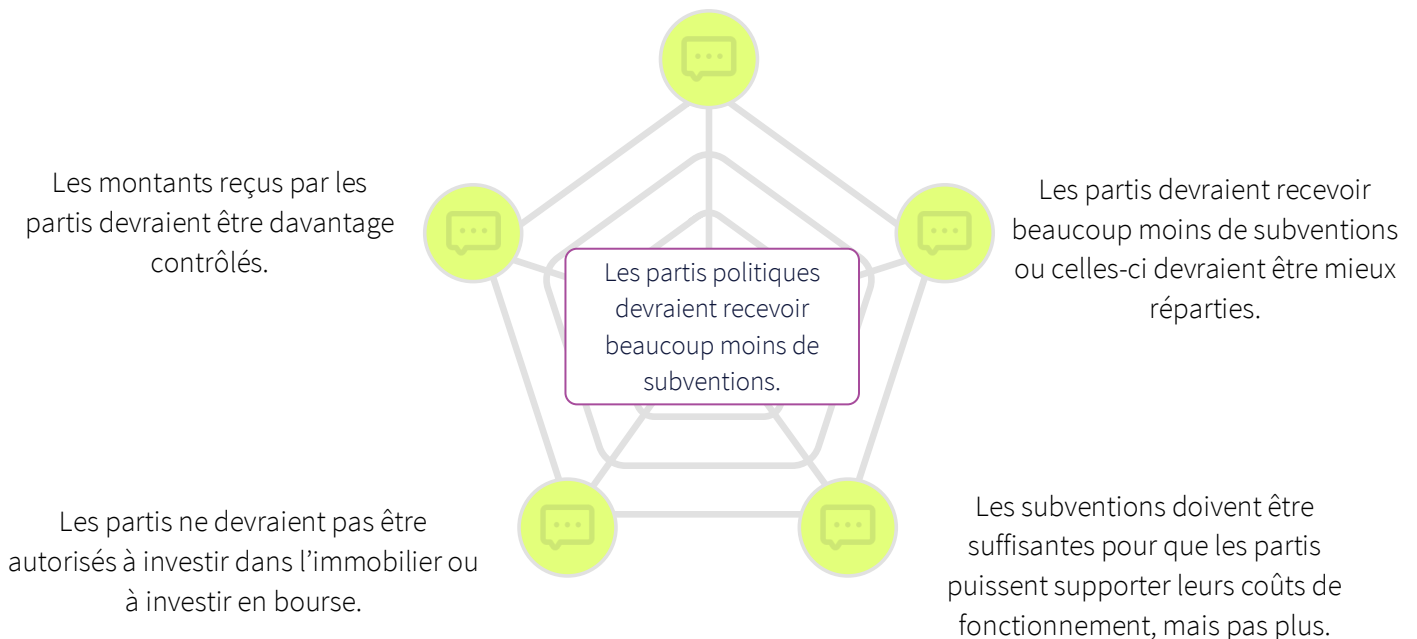 Les montants reçus par les
partis devraient être davantage
contrôlés.
Les partis devraient recevoir
beaucoup moins de subventions
ou celles-ci devraient être mieux
réparties.
Les partis politiques
devraient recevoir
beaucoup moins de
subventions.
Les partis ne devraient pas être
autorisés à investir dans l’immobilier ou
à investir en bourse.
Les subventions doivent être
suffisantes pour que les partis
puissent supporter leurs coûts de
fonctionnement, mais pas plus.